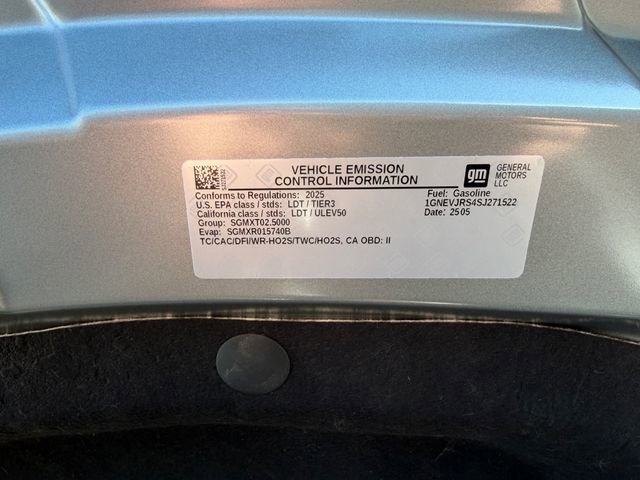 VEHICLE EMISSION
CONTROL INFORMATION
gm
GENERAL
MOTORS
LLC
Conforms to Regulations: 2025
U.S. EPA class / stds: LDT / TIER3
California class / stds: LDT / ULEV50
Group: SGMXT02.5000
Evap: SGMXR015740B
Fuel: Gasoline
1GNEVJRS4SJ271522
Date: 25 05
TC/CAC/DFI/WR-HO2S/TWC/HO2S, CA OBD: II